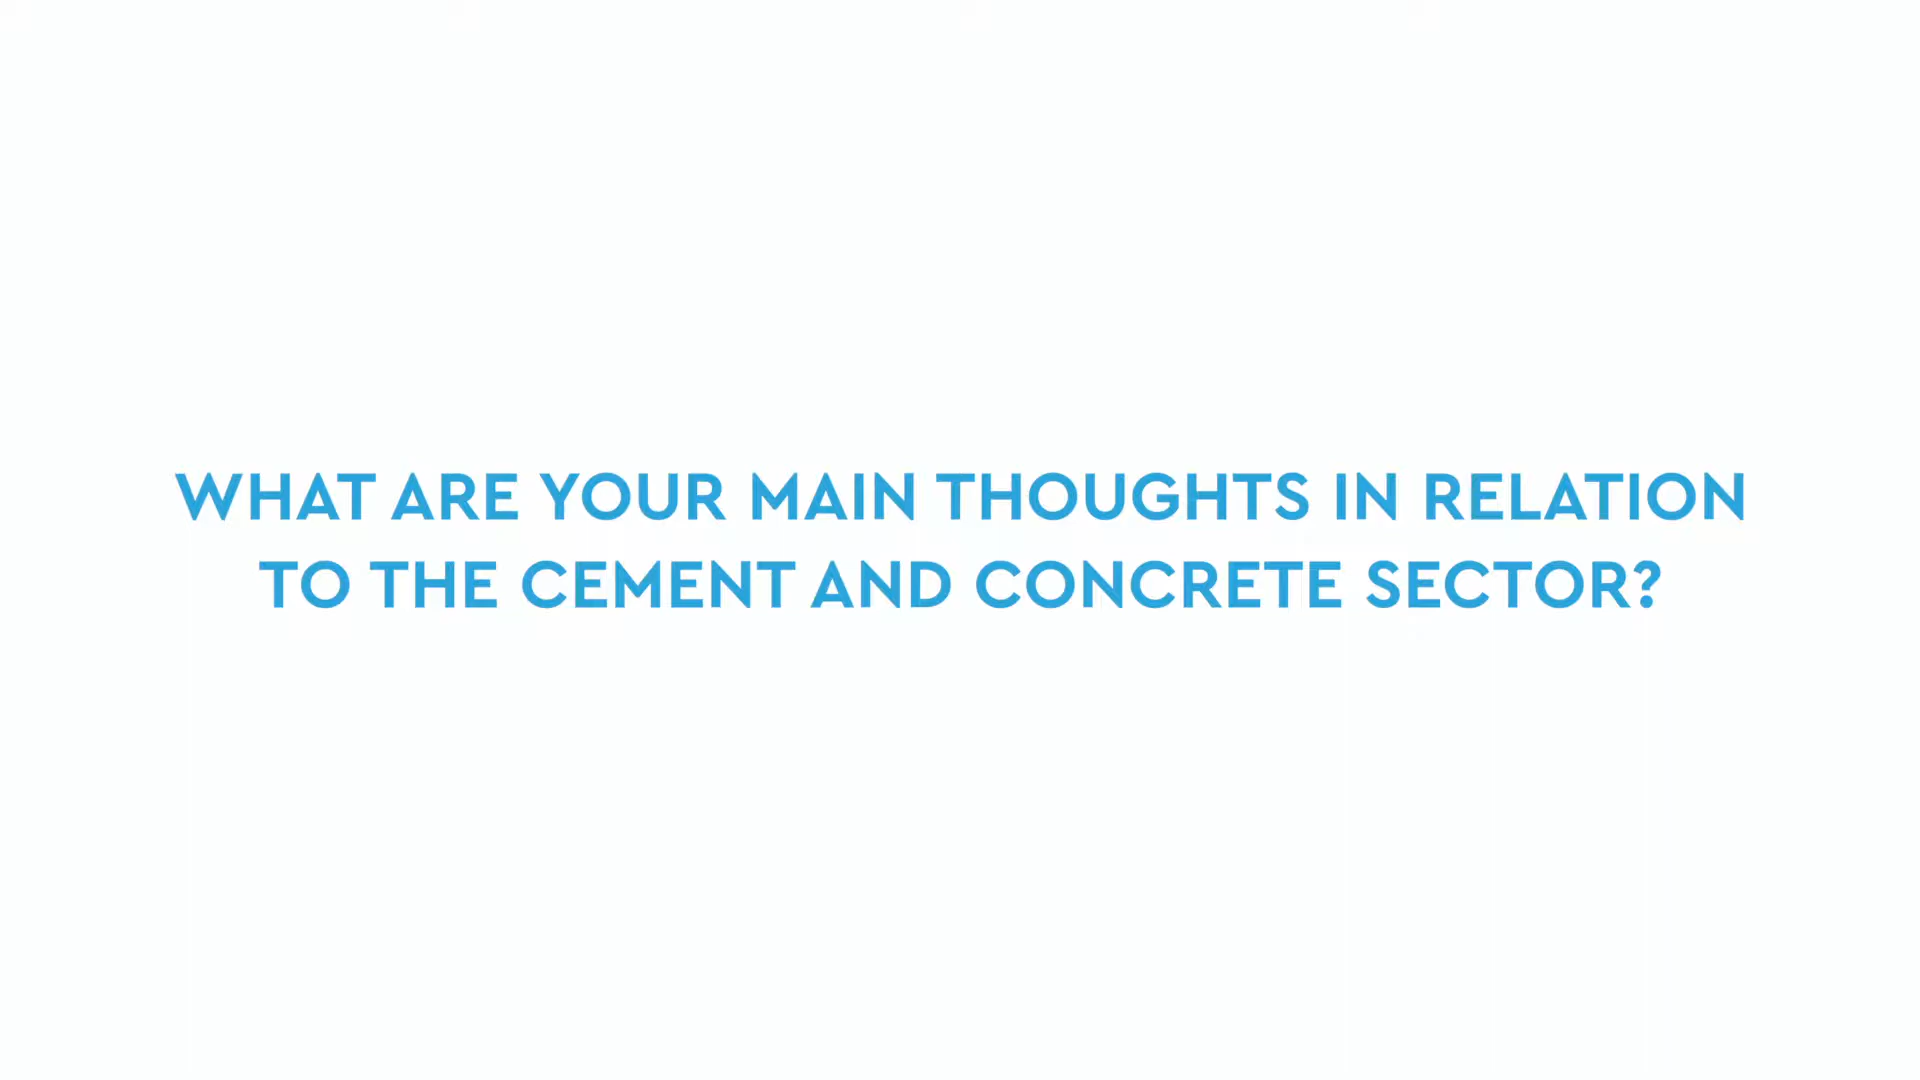 WHAT ARE YOUR MAIN THOUGHTS IN RELATION
TO THE CEMENT AND CONCRETE SECTOR?